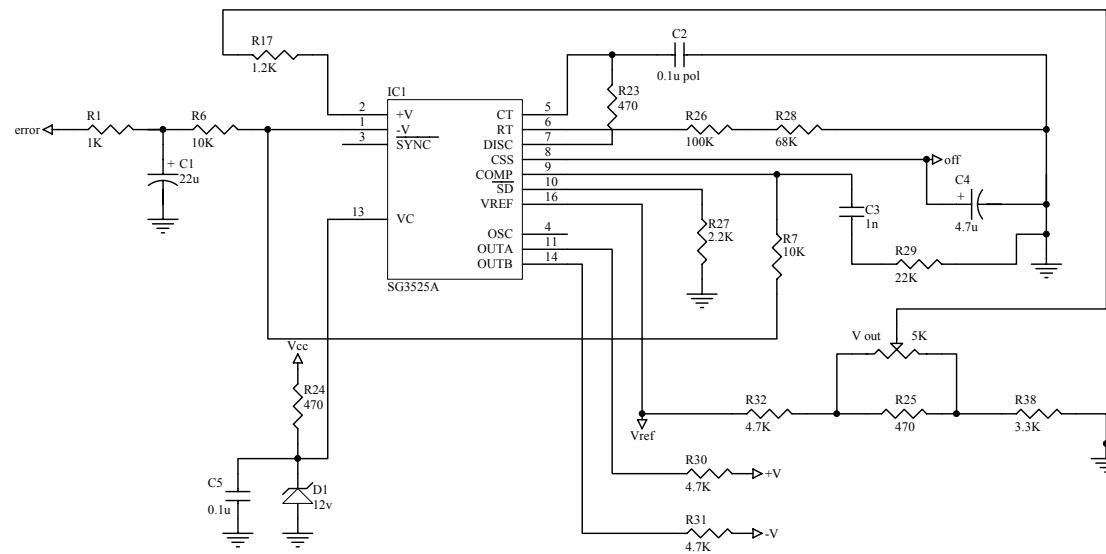 R17
1.2K
C2
0.1u pol
R23
470
IC1
2
+V
1
-V
3
SYNC
13
VC
CT
5
RT
6
DISC
7
CSS
8
COMP
9
SD
10
VREF
16
OSC
4
OUTA
11
OUTB
14
SG3525A
error
R1
1K
R6
10K
+ C1
22u
R26
100K
R28
68K
off
C4
+
4.7u
C3
1n
R27
2.2K
R7
10K
R29
22K
V out
5K
Vcc
R24
470
R32
4.7K
R25
470
R38
3.3K
Vref
C5
0.1u
D1
12v
R30
4.7K
+V
R31
4.7K
-V